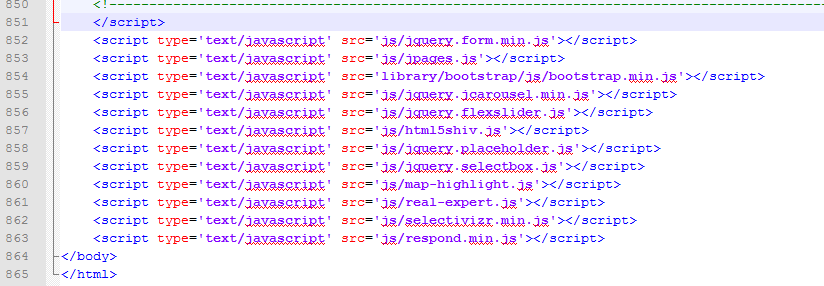 850 <!--------------------------------------------------------------------------------
851 </script>
852 <script type='text/javascript' src='js/jquery.form.min.js'></script>
853 <script type='text/javascript' src='js/jpages.js'></script>
854 <script type='text/javascript' src='library/bootstrap/js/bootstrap.min.js'></script>
855 <script type='text/javascript' src='js/jquery.jcarousel.min.js'></script>
856 <script type='text/javascript' src='js/jquery.flexslider.js'></script>
857 <script type='text/javascript' src='js/html5shiv.js'></script>
858 <script type='text/javascript' src='js/jquery.placeholder.js'></script>
859 <script type='text/javascript' src='js/jquery.selectbox.js'></script>
860 <script type='text/javascript' src='js/map-highlight.js'></script>
861 <script type='text/javascript' src='js/real-expert.js'></script>
862 <script type='text/javascript' src='js/selectivizr.min.js'></script>
863 <script type='text/javascript' src='js/respond.min.js'></script>
864 </body>
865 </html>